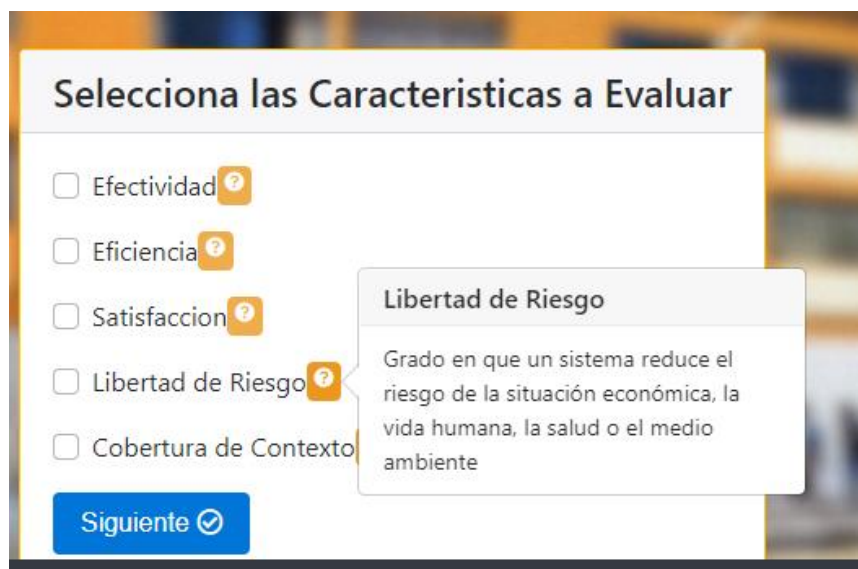 Selecciona las Caracteristicas a Evaluar
Efectividad ?
Eficiencia ?
Satisfaccion ?
Libertad de Riesgo ?
Cobertura de Contexto
Libertad de Riesgo
Grado en que un sistema reduce el
riesgo de la situación económica, la
vida humana, la salud o el medio
ambiente
Siguiente